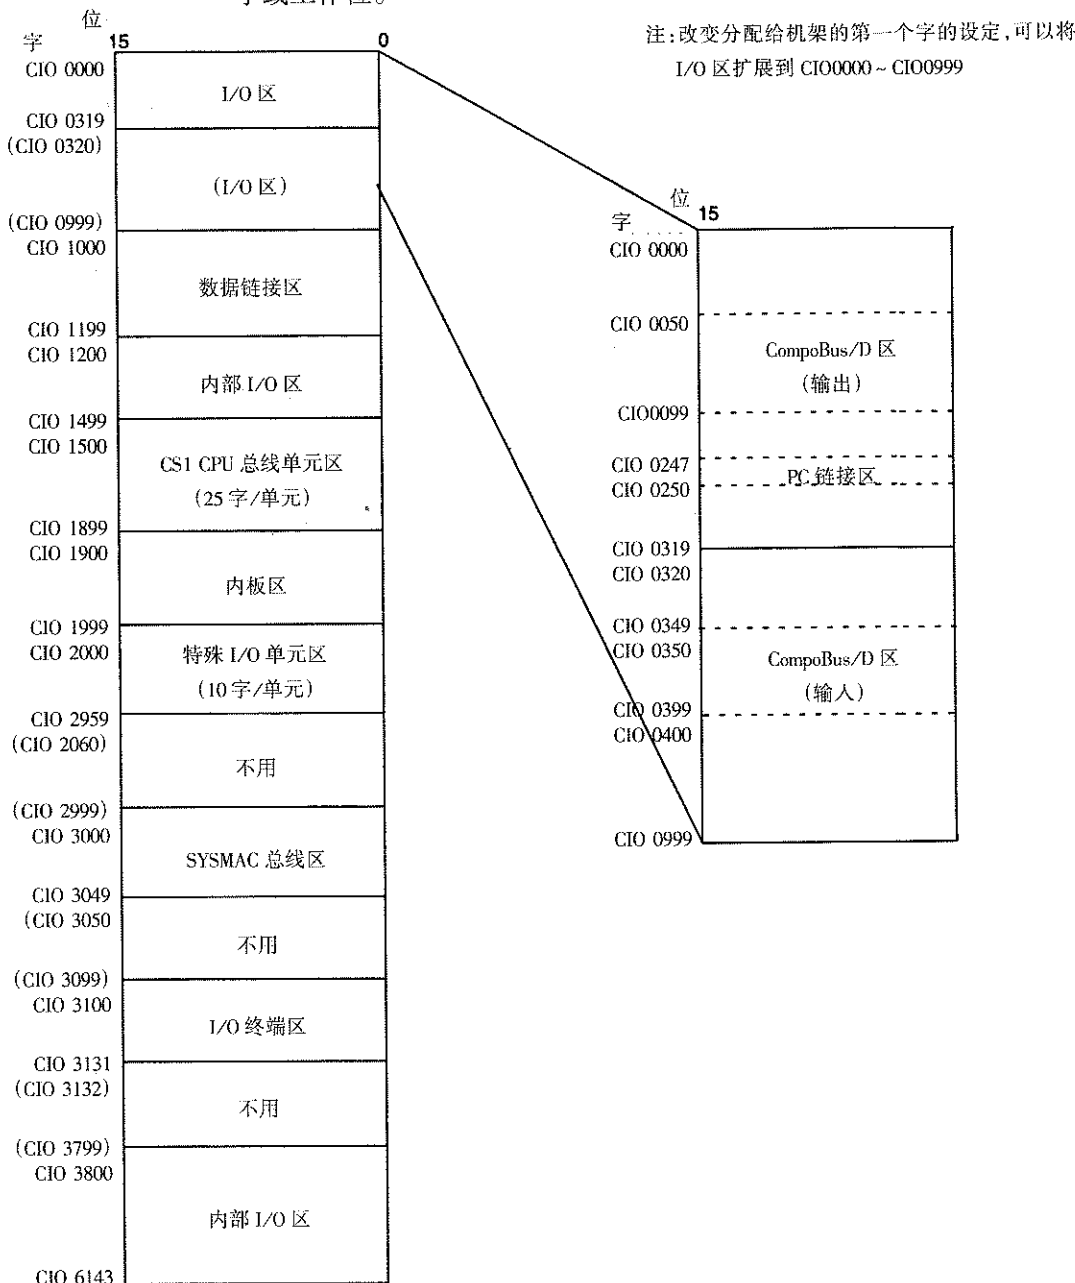 字或工作位。
注:改变分配给机架的第一个字的设定,可以将
I/O 区扩展到 CIO0000~CIO0999
位
字 15 0
CIO 0000
I/O 区
CIO 0319
(CIO 0320)
(I/O 区)
(CIO 0999)
CIO 1000
数据链接区
CIO 1199
CIO 1200
内部 I/O 区
CIO 1499
CIO 1500
CS1 CPU 总线单元区
(25 字/单元)
CIO 1899
CIO 1900
内板区
CIO 1999
CIO 2000
特殊 I/O 单元区
(10 字/单元)
CIO 2959
(CIO 2060)
不用
(CIO 2999)
CIO 3000
SYSMAC 总线区
CIO 3049
(CIO 3050
不用
(CIO 3099)
CIO 3100
I/O 终端区
CIO 3131
(CIO 3132)
不用
(CIO 3799)
CIO 3800
内部 I/O 区
CIO 6143
位 15
字
CIO 0000
CIO 0050
CompoBus/D 区
(输出)
CIO0099
CIO 0247
PC 链接区
CIO 0250
CIO 0319
CIO 0320
CIO 0349
CIO 0350
CompoBus/D 区
(输人)
CIO 0399
CIO 0400
CIO 0999